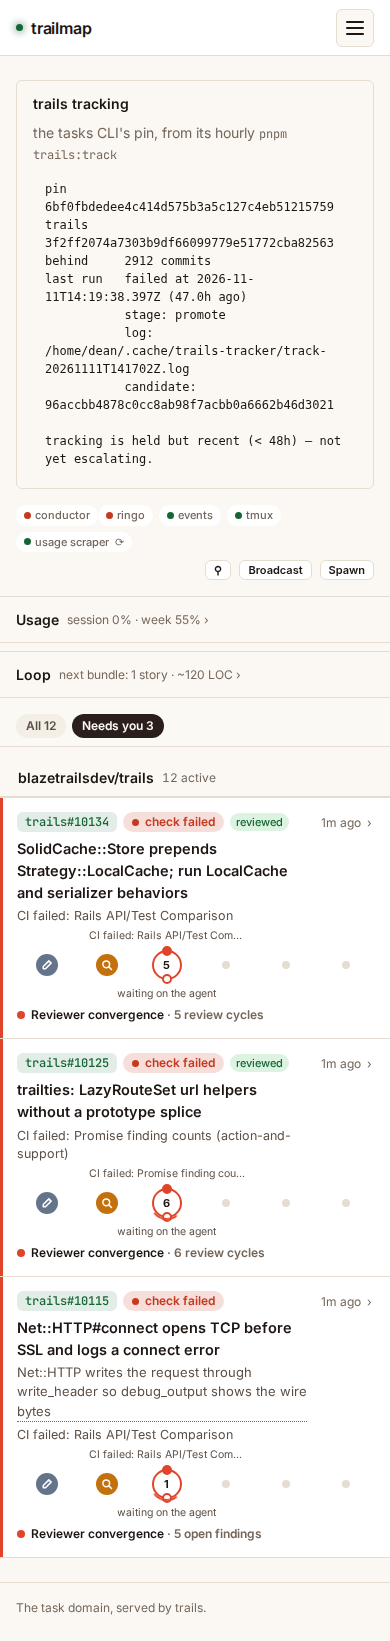 trailmap
trails tracking
the tasks CLI's pin, from its hourly pnpm
trails:track
pin
6bf0fbdedee4c414d575b3a5c127c4eb51215759
trails
3f2ff2074a7303b9df66099779e51772cba82563
behind 2912 commits
last run failed at 2026-11-
11T14:19:38.397Z (47.0h ago)
stage: promote
log:
/home/dean/.cache/trails-tracker/track-
20261111T141702Z.log
candidate:
96accbb4878c0cc8ab98f7acbb0a6662b46d3021
tracking is held but recent (< 48h) — not
yet escalating.
conductor ringo events tmux
usage scraper ⟳
⚲ Broadcast Spawn
Usage session 0% · week 55% ›
Loop next bundle: 1 story · ~120 LOC ›
All 12 Needs you 3
blazetrailsdev/trails 12 active
trails#10134 check failed reviewed 1m ago ›
SolidCache::Store prepends
Strategy::LocalCache; run LocalCache
and serializer behaviors
CI failed: Rails API/Test Comparison
CI failed: Rails API/Test Com...
5
waiting on the agent
Reviewer convergence · 5 review cycles
trails#10125 check failed reviewed 1m ago ›
trailties: LazyRouteSet url helpers
without a prototype splice
CI failed: Promise finding counts (action-and-
support)
CI failed: Promise finding cou...
6
waiting on the agent
Reviewer convergence · 6 review cycles
trails#10115 check failed 1m ago ›
Net::HTTP#connect opens TCP before
SSL and logs a connect error
Net::HTTP writes the request through
write_header so debug_output shows the wire
bytes
CI failed: Rails API/Test Comparison
CI failed: Rails API/Test Com...
1
waiting on the agent
Reviewer convergence · 5 open findings
The task domain, served by trails.